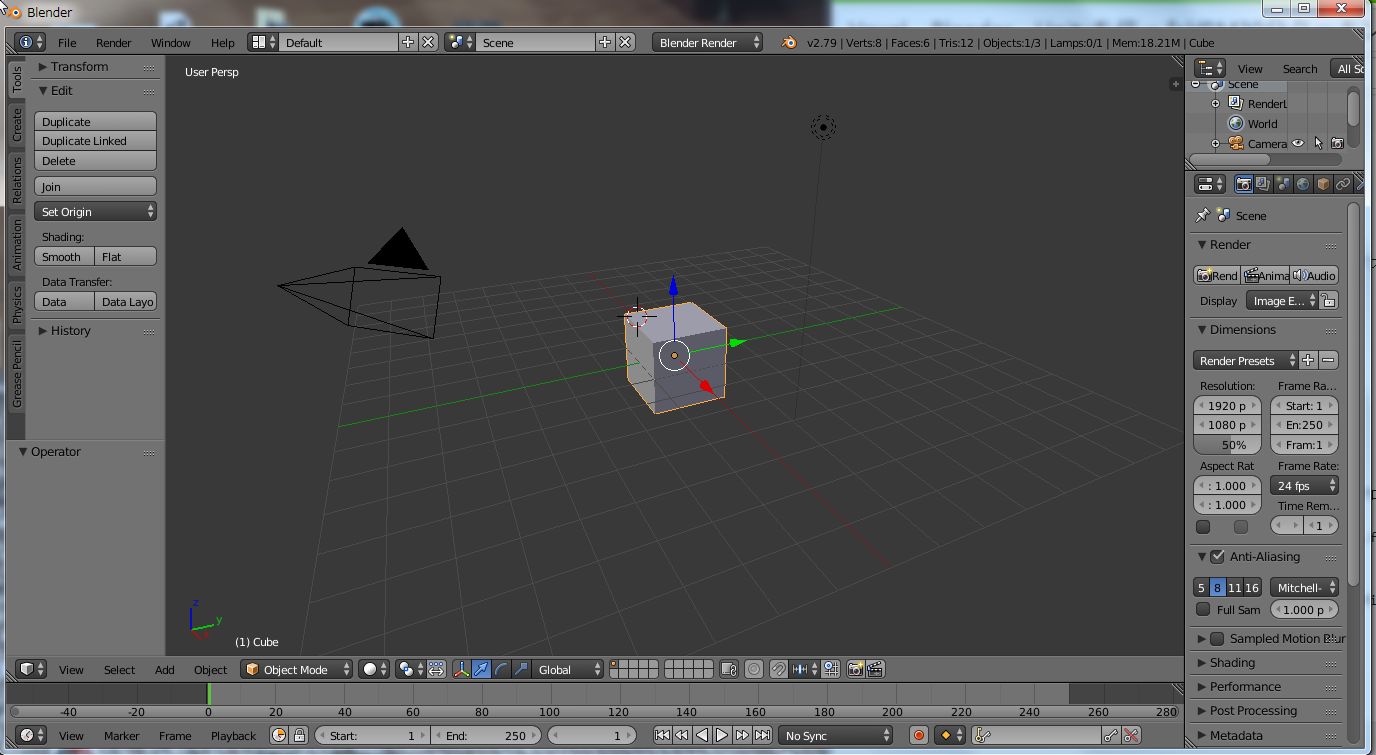 Blender
File Render Window Help Default Scene Blender Render v2.79 | Verts:8 | Faces:6 | Tris:12 | Objects:1/3 | Lamps:0/1 | Mem:18.21M | Cube
Tools
Create
Relations
Animation
Physics
Grease Pencil
Transform
Edit
Duplicate
Duplicate Linked
Delete
Join
Set Origin
Shading:
Smooth Flat
Data Transfer:
Data Data Layo
History
Operator
User Persp
z
y
x
(1) Cube
View Search All Sc
Scene
RenderL
World
Camera
Scene
Render
Rend Anima Audio
Display Image E...
Dimensions
Render Presets
Resolution: Frame Ra...
1920 p Start: 1
1080 p En:250
50% Fram:1
Aspect Rat Frame Rate:
: 1.000 24 fps
: 1.000 Time Rem...
1
Anti-Aliasing
5 8 11 16 Mitchell-
Full Sam 1.000 p
Sampled Motion Blur
Shading
Performance
Post Processing
Metadata
View Select Add Object Object Mode Global
-40 -20 0 20 40 60 80 100 120 140 160 180 200 220 240 260 280
View Marker Frame Playback Start: 1 End: 250 1 No Sync